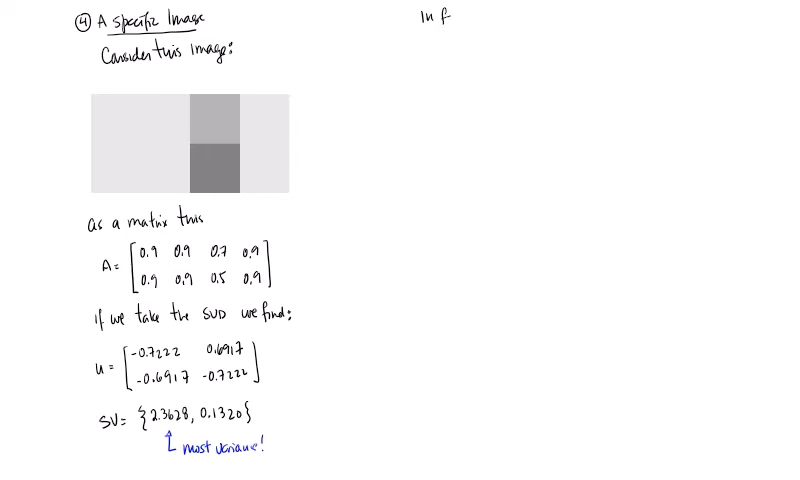 ④ A specific Image
Consider this image:
as a matrix this
A = [0.9 0.9 0.7 0.9
0.9 0.9 0.5 0.9]
if we take the SVD we find:
u = [-0.7222 0.6917
-0.6917 -0.7222]
SV = {2.3628, 0.1320}
most variance!
In f